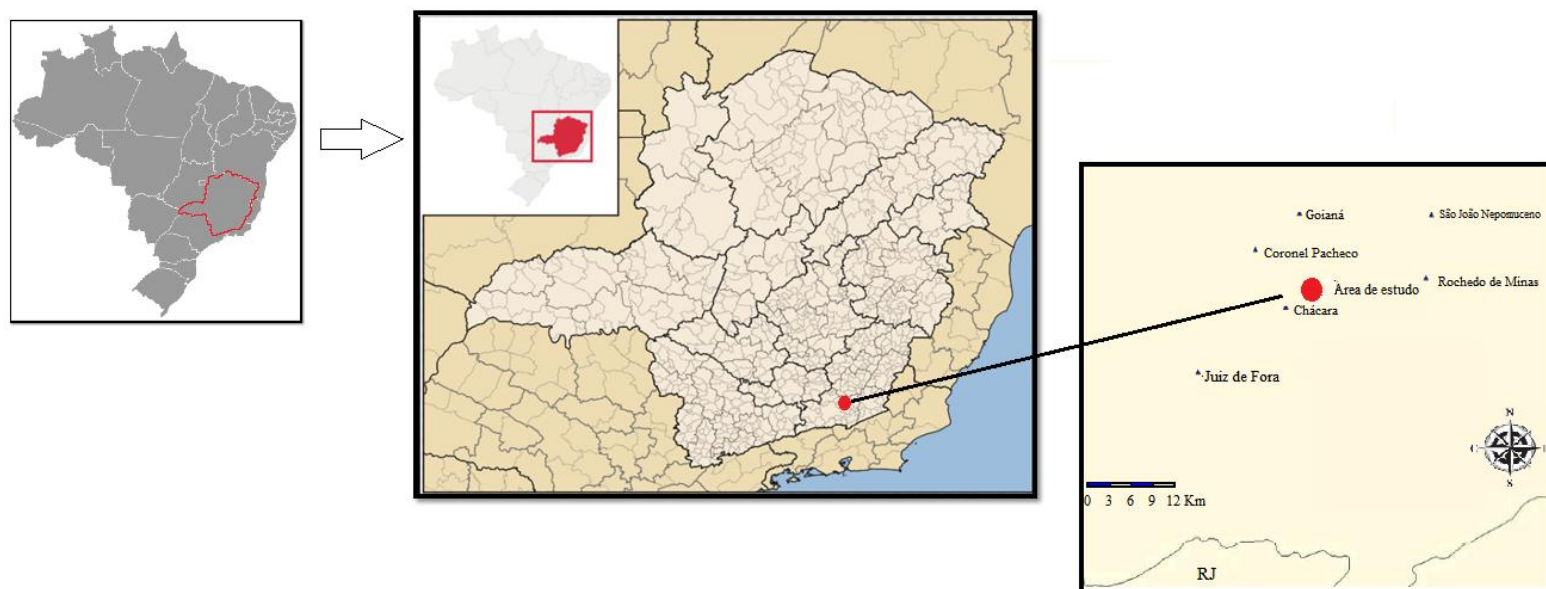 Goianá
São João Nepomuceno
Coronel Pacheco
Rochedo de Minas
Àrea de estudo
Chácara
Juiz de Fora
N
S
0 3 6 9 12 Km
RJ